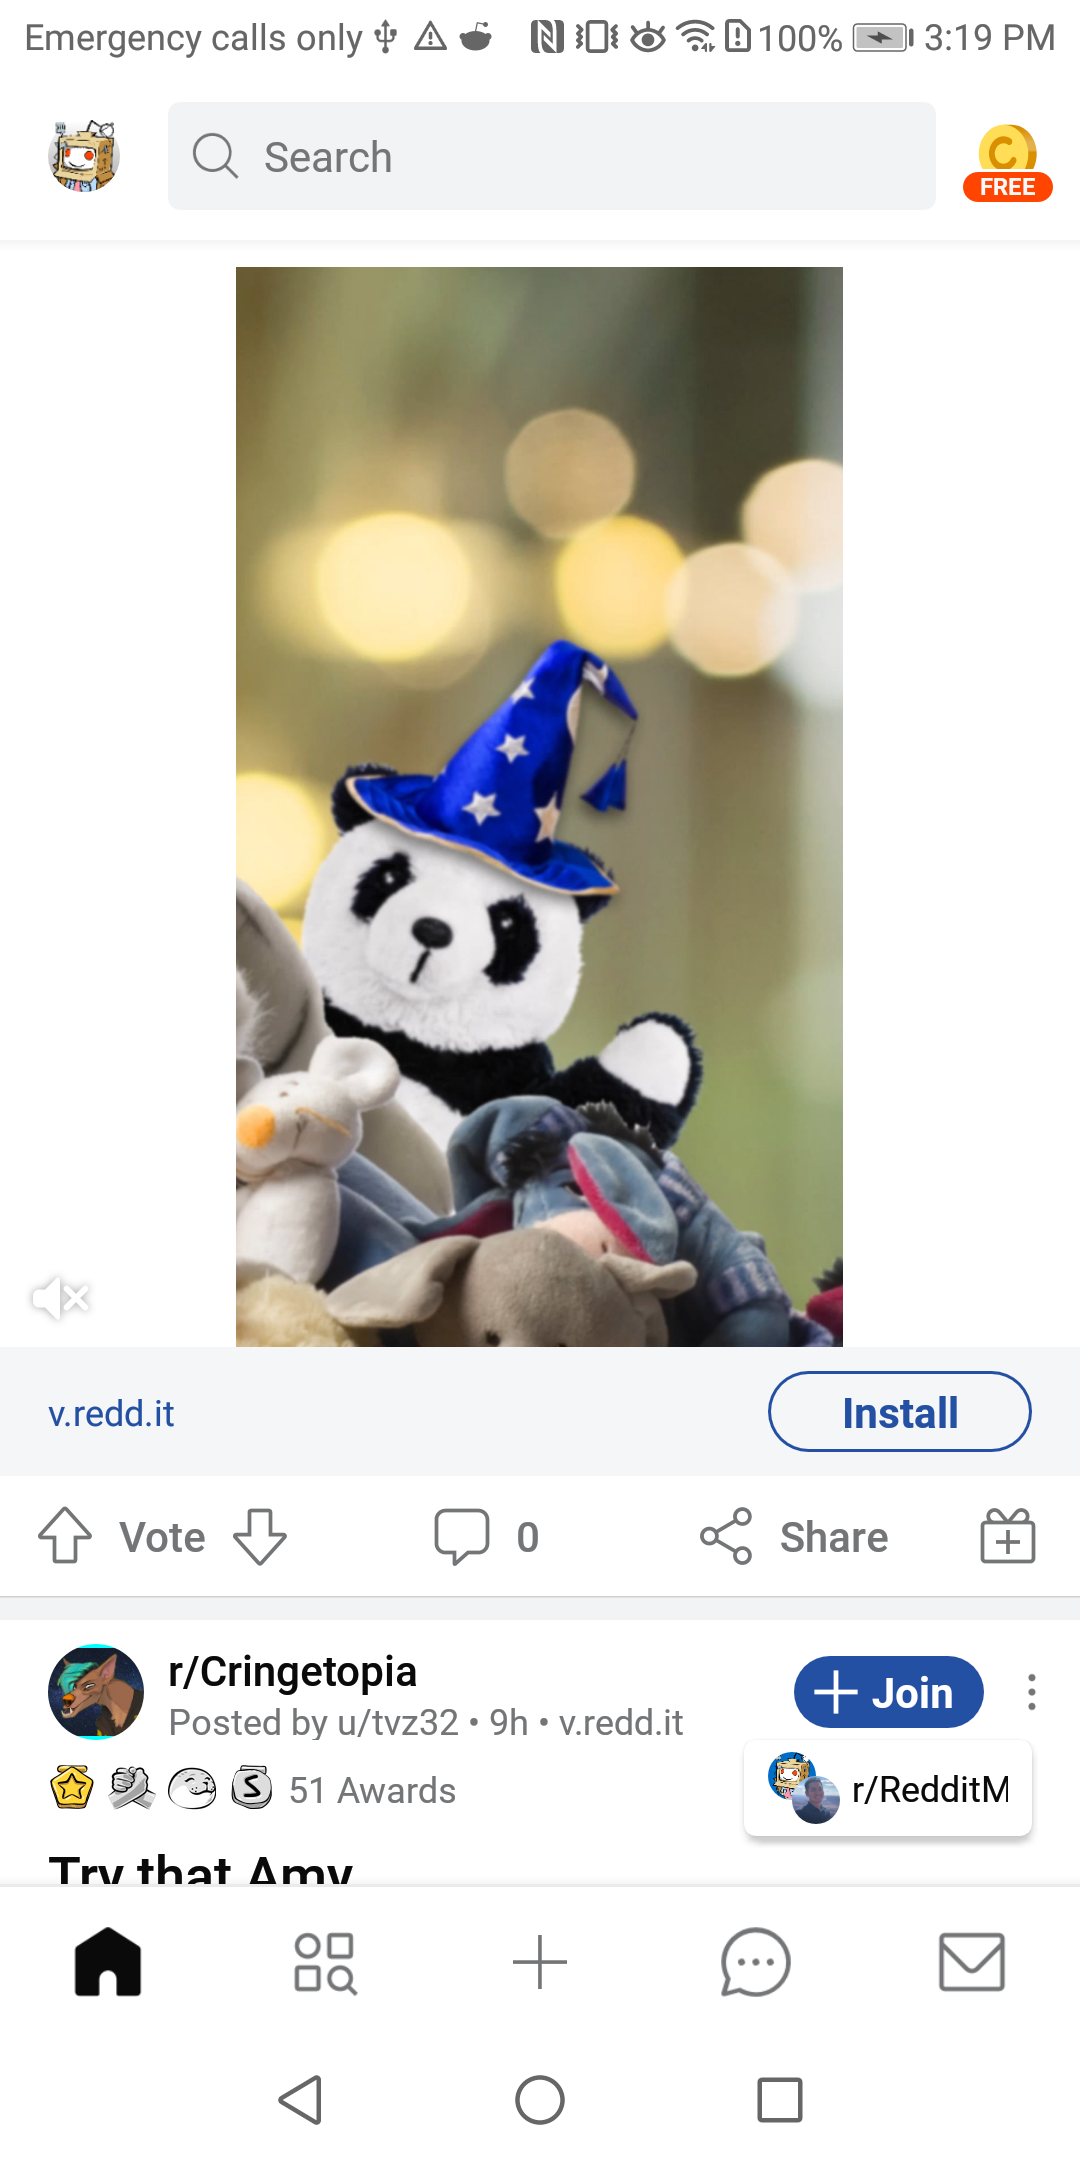 Emergency calls only 100% 3:19 PM
Search
FREE
v.redd.it
Install
Vote 0 Share
r/Cringetopia
Posted by u/tvz32 • 9h • v.redd.it
Join
51 Awards
r/RedditM
Try that Amy